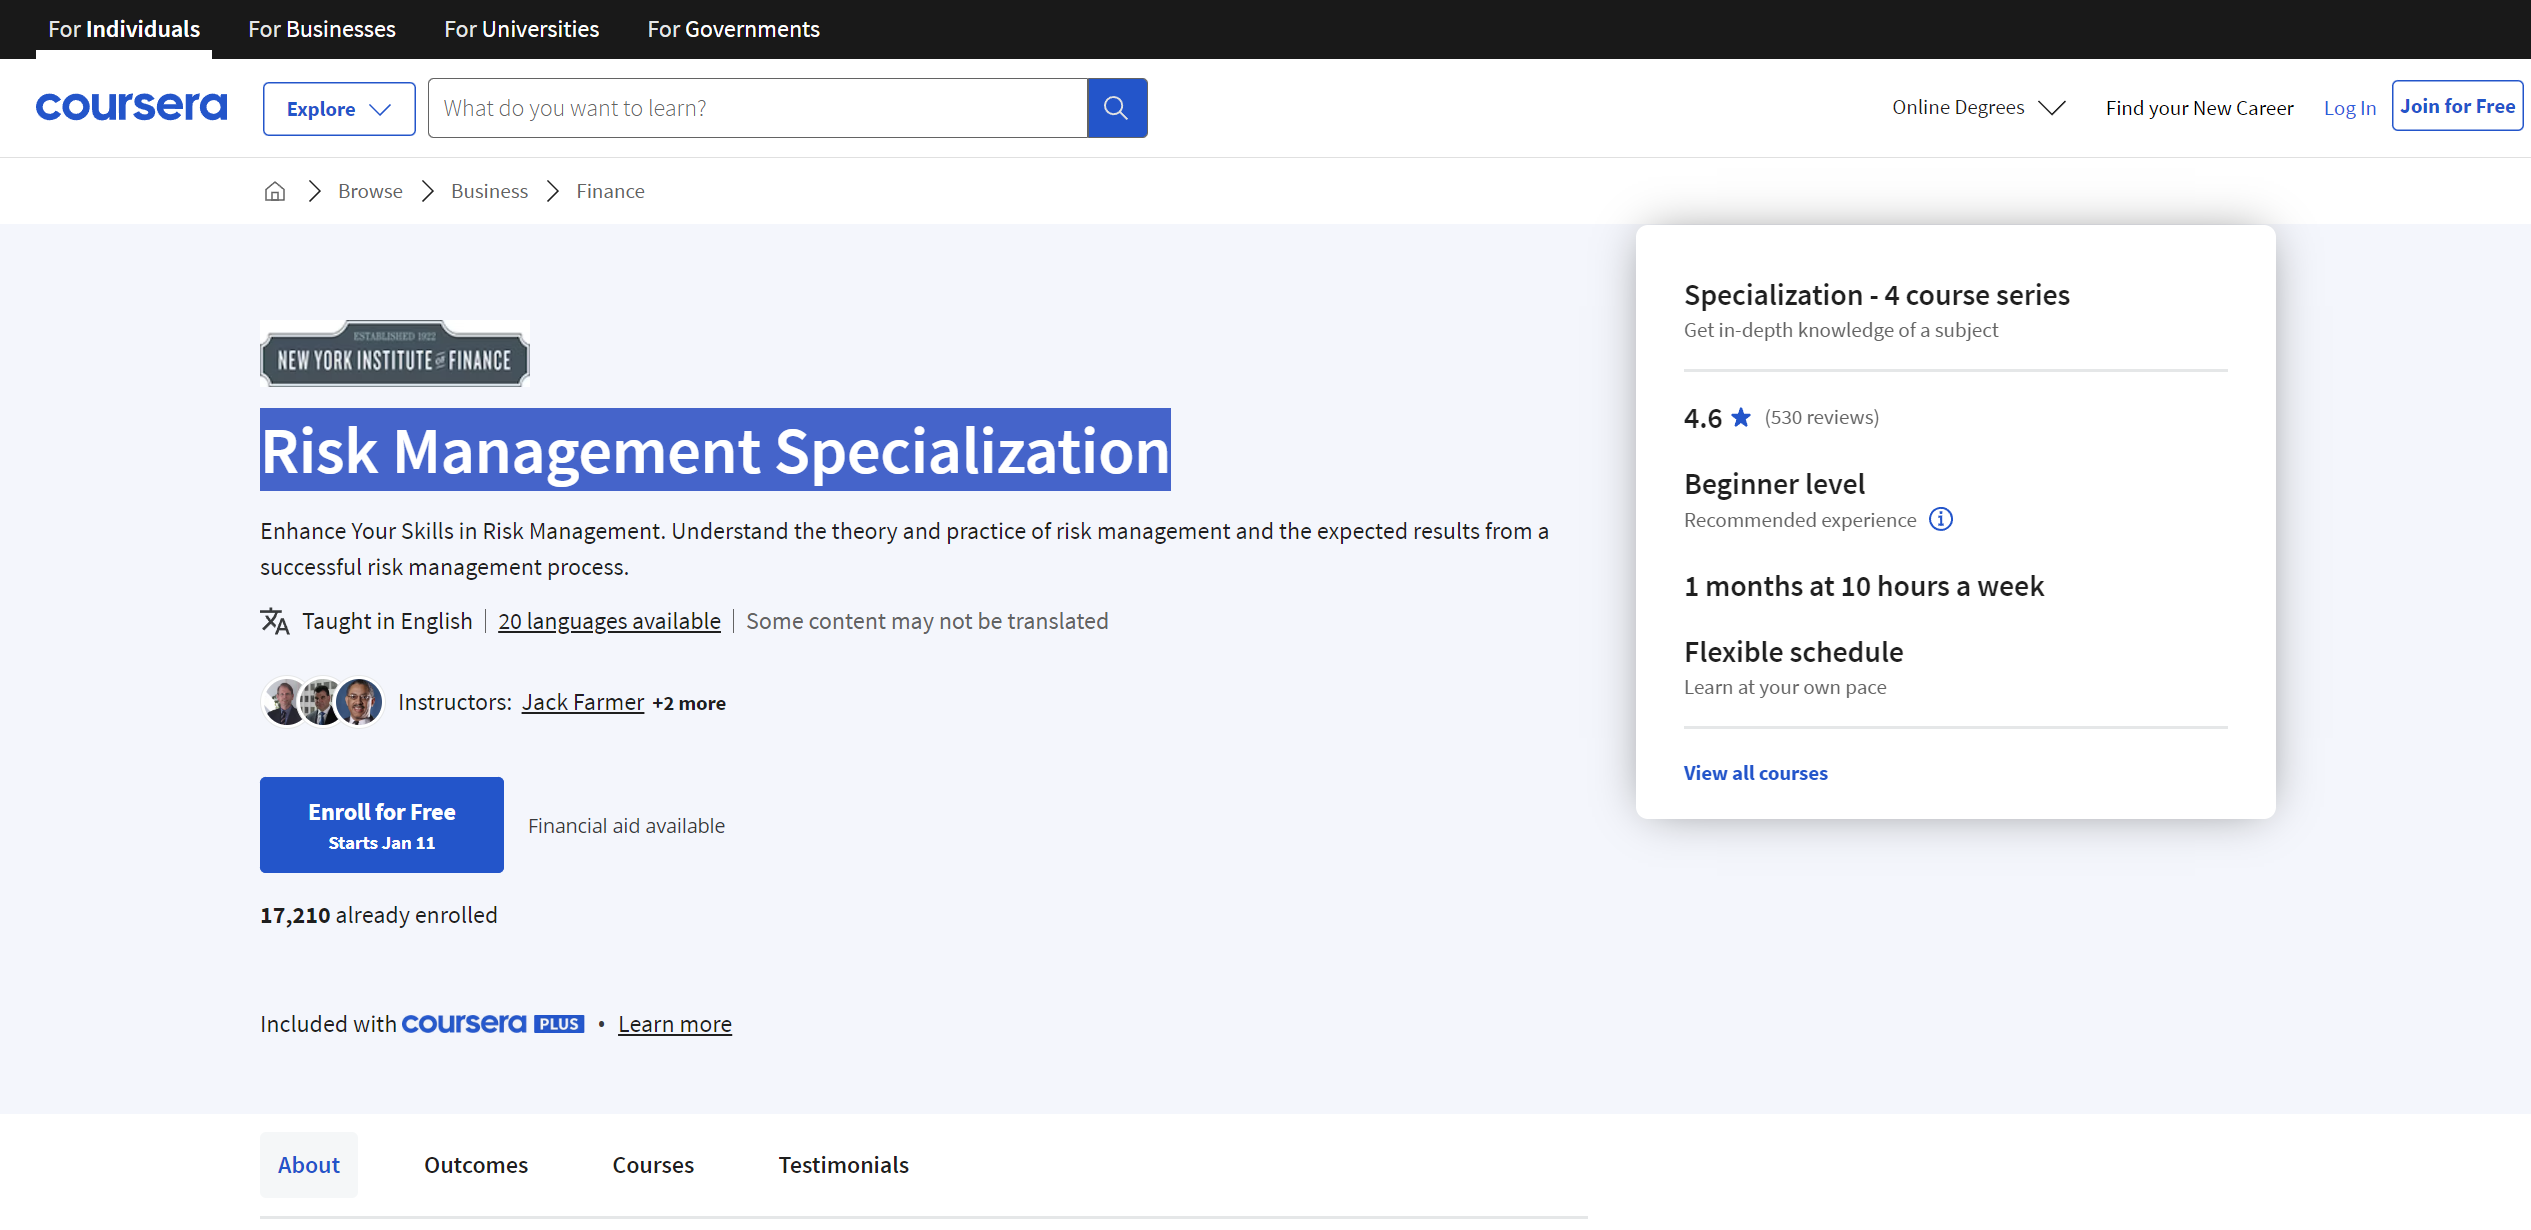 For Individuals For Businesses For Universities For Governments
coursera Explore What do you want to learn? Online Degrees Find your New Career Log In Join for Free
Browse Business Finance
ESTABLISHED 1922
NEW YORK INSTITUTE OF FINANCE
Risk Management Specialization
Enhance Your Skills in Risk Management. Understand the theory and practice of risk management and the expected results from a
successful risk management process.
Taught in English 20 languages available Some content may not be translated
Instructors: Jack Farmer +2 more
Enroll for Free
Starts Jan 11
Financial aid available
17,210 already enrolled
Included with coursera PLUS • Learn more
Specialization - 4 course series
Get in-depth knowledge of a subject
4.6 ★ (530 reviews)
Beginner level
Recommended experience
1 months at 10 hours a week
Flexible schedule
Learn at your own pace
View all courses
About Outcomes Courses Testimonials